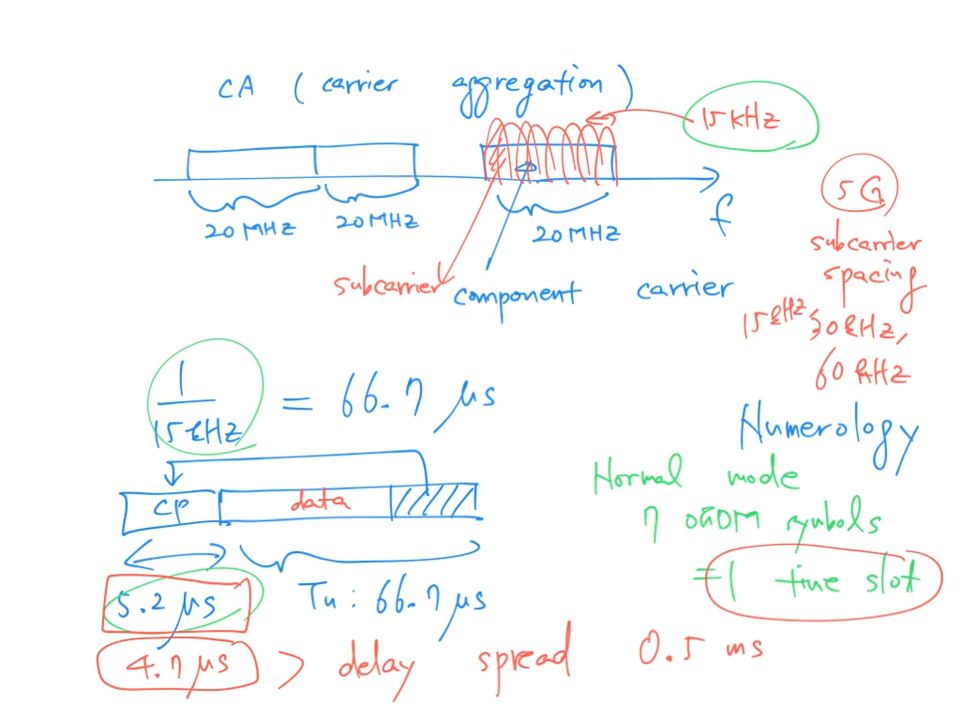 CA ( carrier aggregation )
15 kHz
20 MHz
20 MHz
20 MHz
f
subcarrier
component carrier
5G
subcarrier
spacing
15 kHz 30 kHz,
60 kHz
1
15 kHz
= 66.7 μs
Numerology
Normal mode
7 OFDM symbols
= 1 time slot
CP
data
5.2 μs
Tu : 66.7 μs
4.7 μs > delay spread
0.5 ms